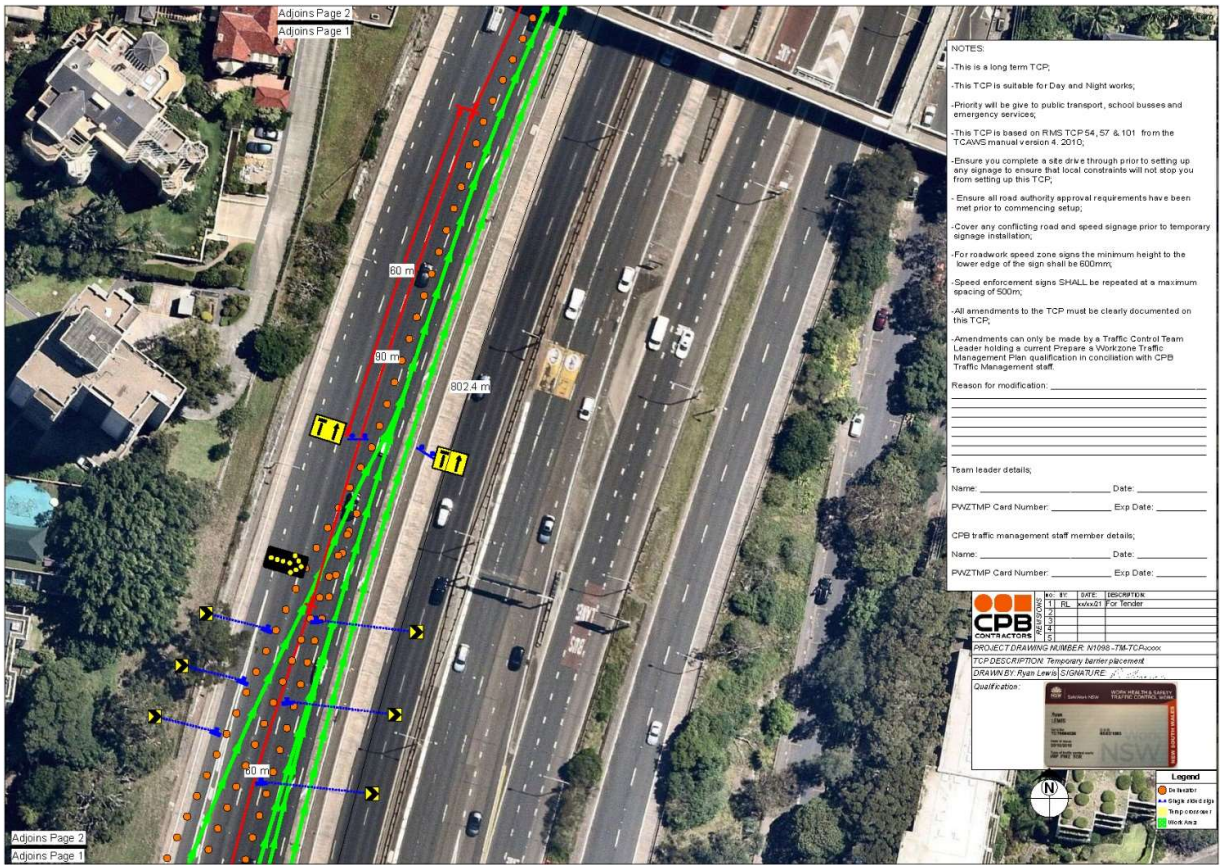 Adjoins Page 2
Adjoins Page 1
60 m
90 m
802.4 m
60 m
Adjoins Page 2
Adjoins Page 1
NOTES:
-This is a long term TCP;
-This TCP is suitable for Day and Night works;
-Priority will be give to public transport, school busses and
emergency services;
-This TCP is based on RMS TCP 54, 57 & 101 from the
TCAWS manual version 4. 2010;
-Ensure you complete a site drive through prior to setting up
any signage to ensure that local constraints will not stop you
from setting up this TCP;
- Ensure all road authority approval requirements have been
met prior to commencing setup;
-Cover any conflicting road and speed signage prior to temporary
signage installation;
-For roadwork speed zone signs the minimum height to the
lower edge of the sign shall be 600mm;
-Speed enforcement signs SHALL be repeated at a maximum
spacing of 500m;
-All amendments to the TCP must be clearly documented on
this TCP;
-Amendments can only be made by a Traffic Control Team
Leader holding a current Prepare a Workzone Traffic
Management Plan qualification in conciliation with CPB
Traffic Management staff.
Reason for modification:
Team leader details;
Name: Date:
PWZTMP Card Number: Exp Date:
CPB traffic management staff member details;
Name: Date:
PWZTMP Card Number: Exp Date:
CPB
CONTRACTORS
REVISIONS
NO: BY: DATE: DESCRIPTION:
1 RL xx/xx/21 For Tender
2
3
4
5
PROJECT DRAWING NUMBER: N1098-TM-TCP-xxxx
TCP DESCRIPTION: Temporary barrier placement
DRAWN BY: Ryan Lewis SIGNATURE:
Qualification:
WORK HEALTH & SAFETY
TRAFFIC CONTROL WORK
NEW SOUTH WALES
N
Legend
Delineator
Single sided sign
Work Area